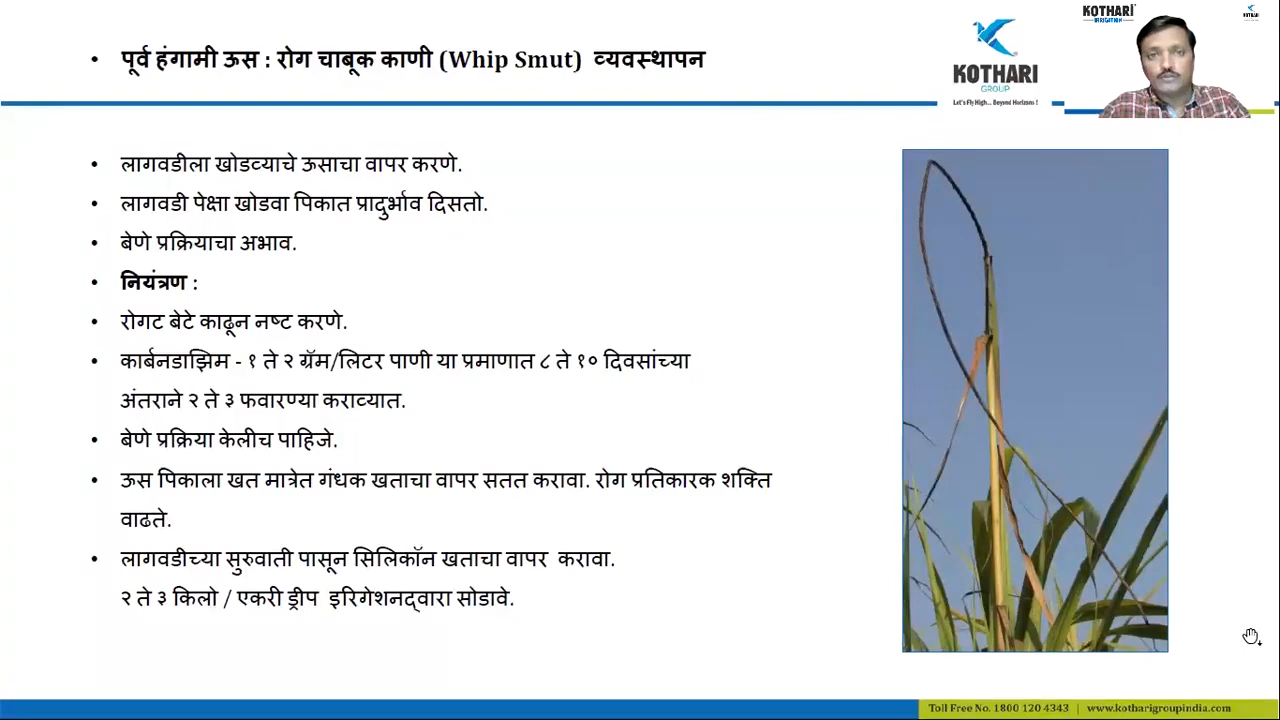 • पूर्व हंगामी ऊस : रोग चाबूक काणी (Whip Smut) व्यवस्थापन
KOTHARI
GROUP
Let's Fly High... Beyond Horizons !
KOTHARI
IRRIGATION
• लागवडीला खोडव्याचे ऊसाचा वापर करणे.
• लागवडी पेक्षा खोडवा पिकात प्रादुर्भाव दिसतो.
• बेणे प्रक्रियाचा अभाव.
• नियंत्रण :
• रोगट बेटे काढून नष्ट करणे.
• कार्बनडाझिम - १ ते २ ग्रॅम/लिटर पाणी या प्रमाणात ८ ते १० दिवसांच्या
अंतराने २ ते ३ फवारण्या कराव्यात.
• बेणे प्रक्रिया केलीच पाहिजे.
• ऊस पिकाला खत मात्रेत गंधक खताचा वापर सतत करावा. रोग प्रतिकारक शक्ति
वाढते.
• लागवडीच्या सुरुवाती पासून सिलिकॉन खताचा वापर करावा.
२ ते ३ किलो / एकरी ड्रीप इरिगेशनद्वारा सोडावे.
Toll Free No. 1800 120 4343 | www.kotharigroupindia.com